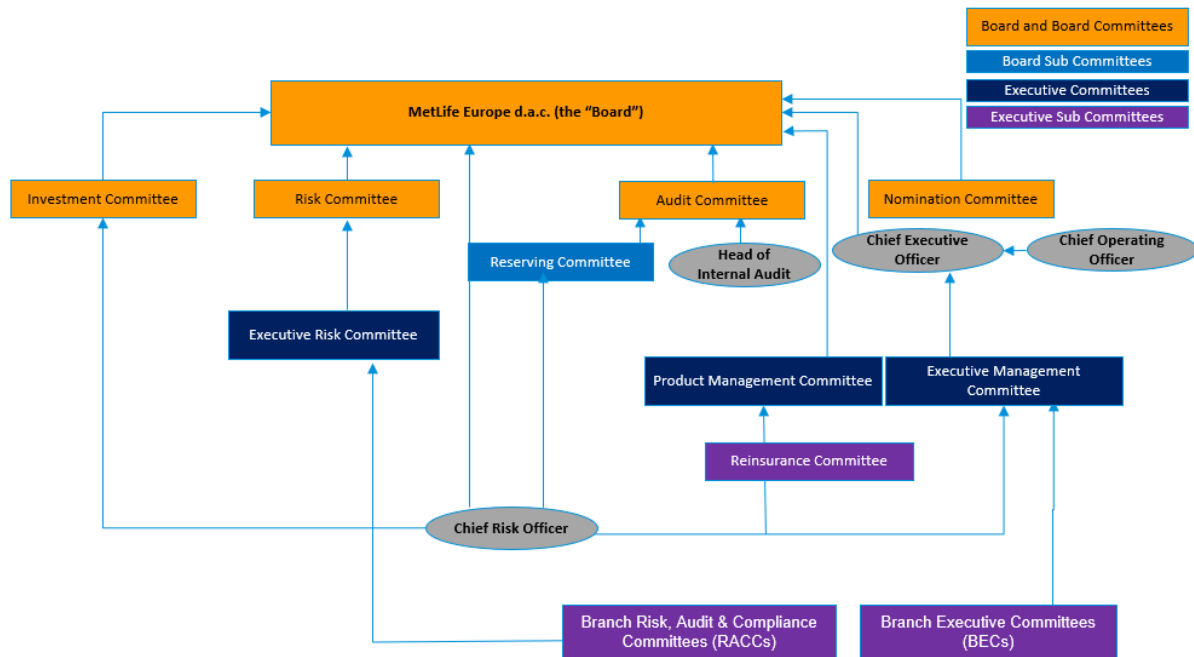 Board and Board Committees
Board Sub Committees
Executive Committees
Executive Sub Committees
MetLife Europe d.a.c. (the “Board”)
Investment Committee
Risk Committee
Audit Committee
Nomination Committee
Reserving Committee
Head of
Internal Audit
Chief Executive
Officer
Chief Operating
Officer
Executive Risk Committee
Product Management Committee
Executive Management
Committee
Reinsurance Committee
Chief Risk Officer
Branch Risk, Audit & Compliance
Committees (RACCs)
Branch Executive Committees
(BECs)